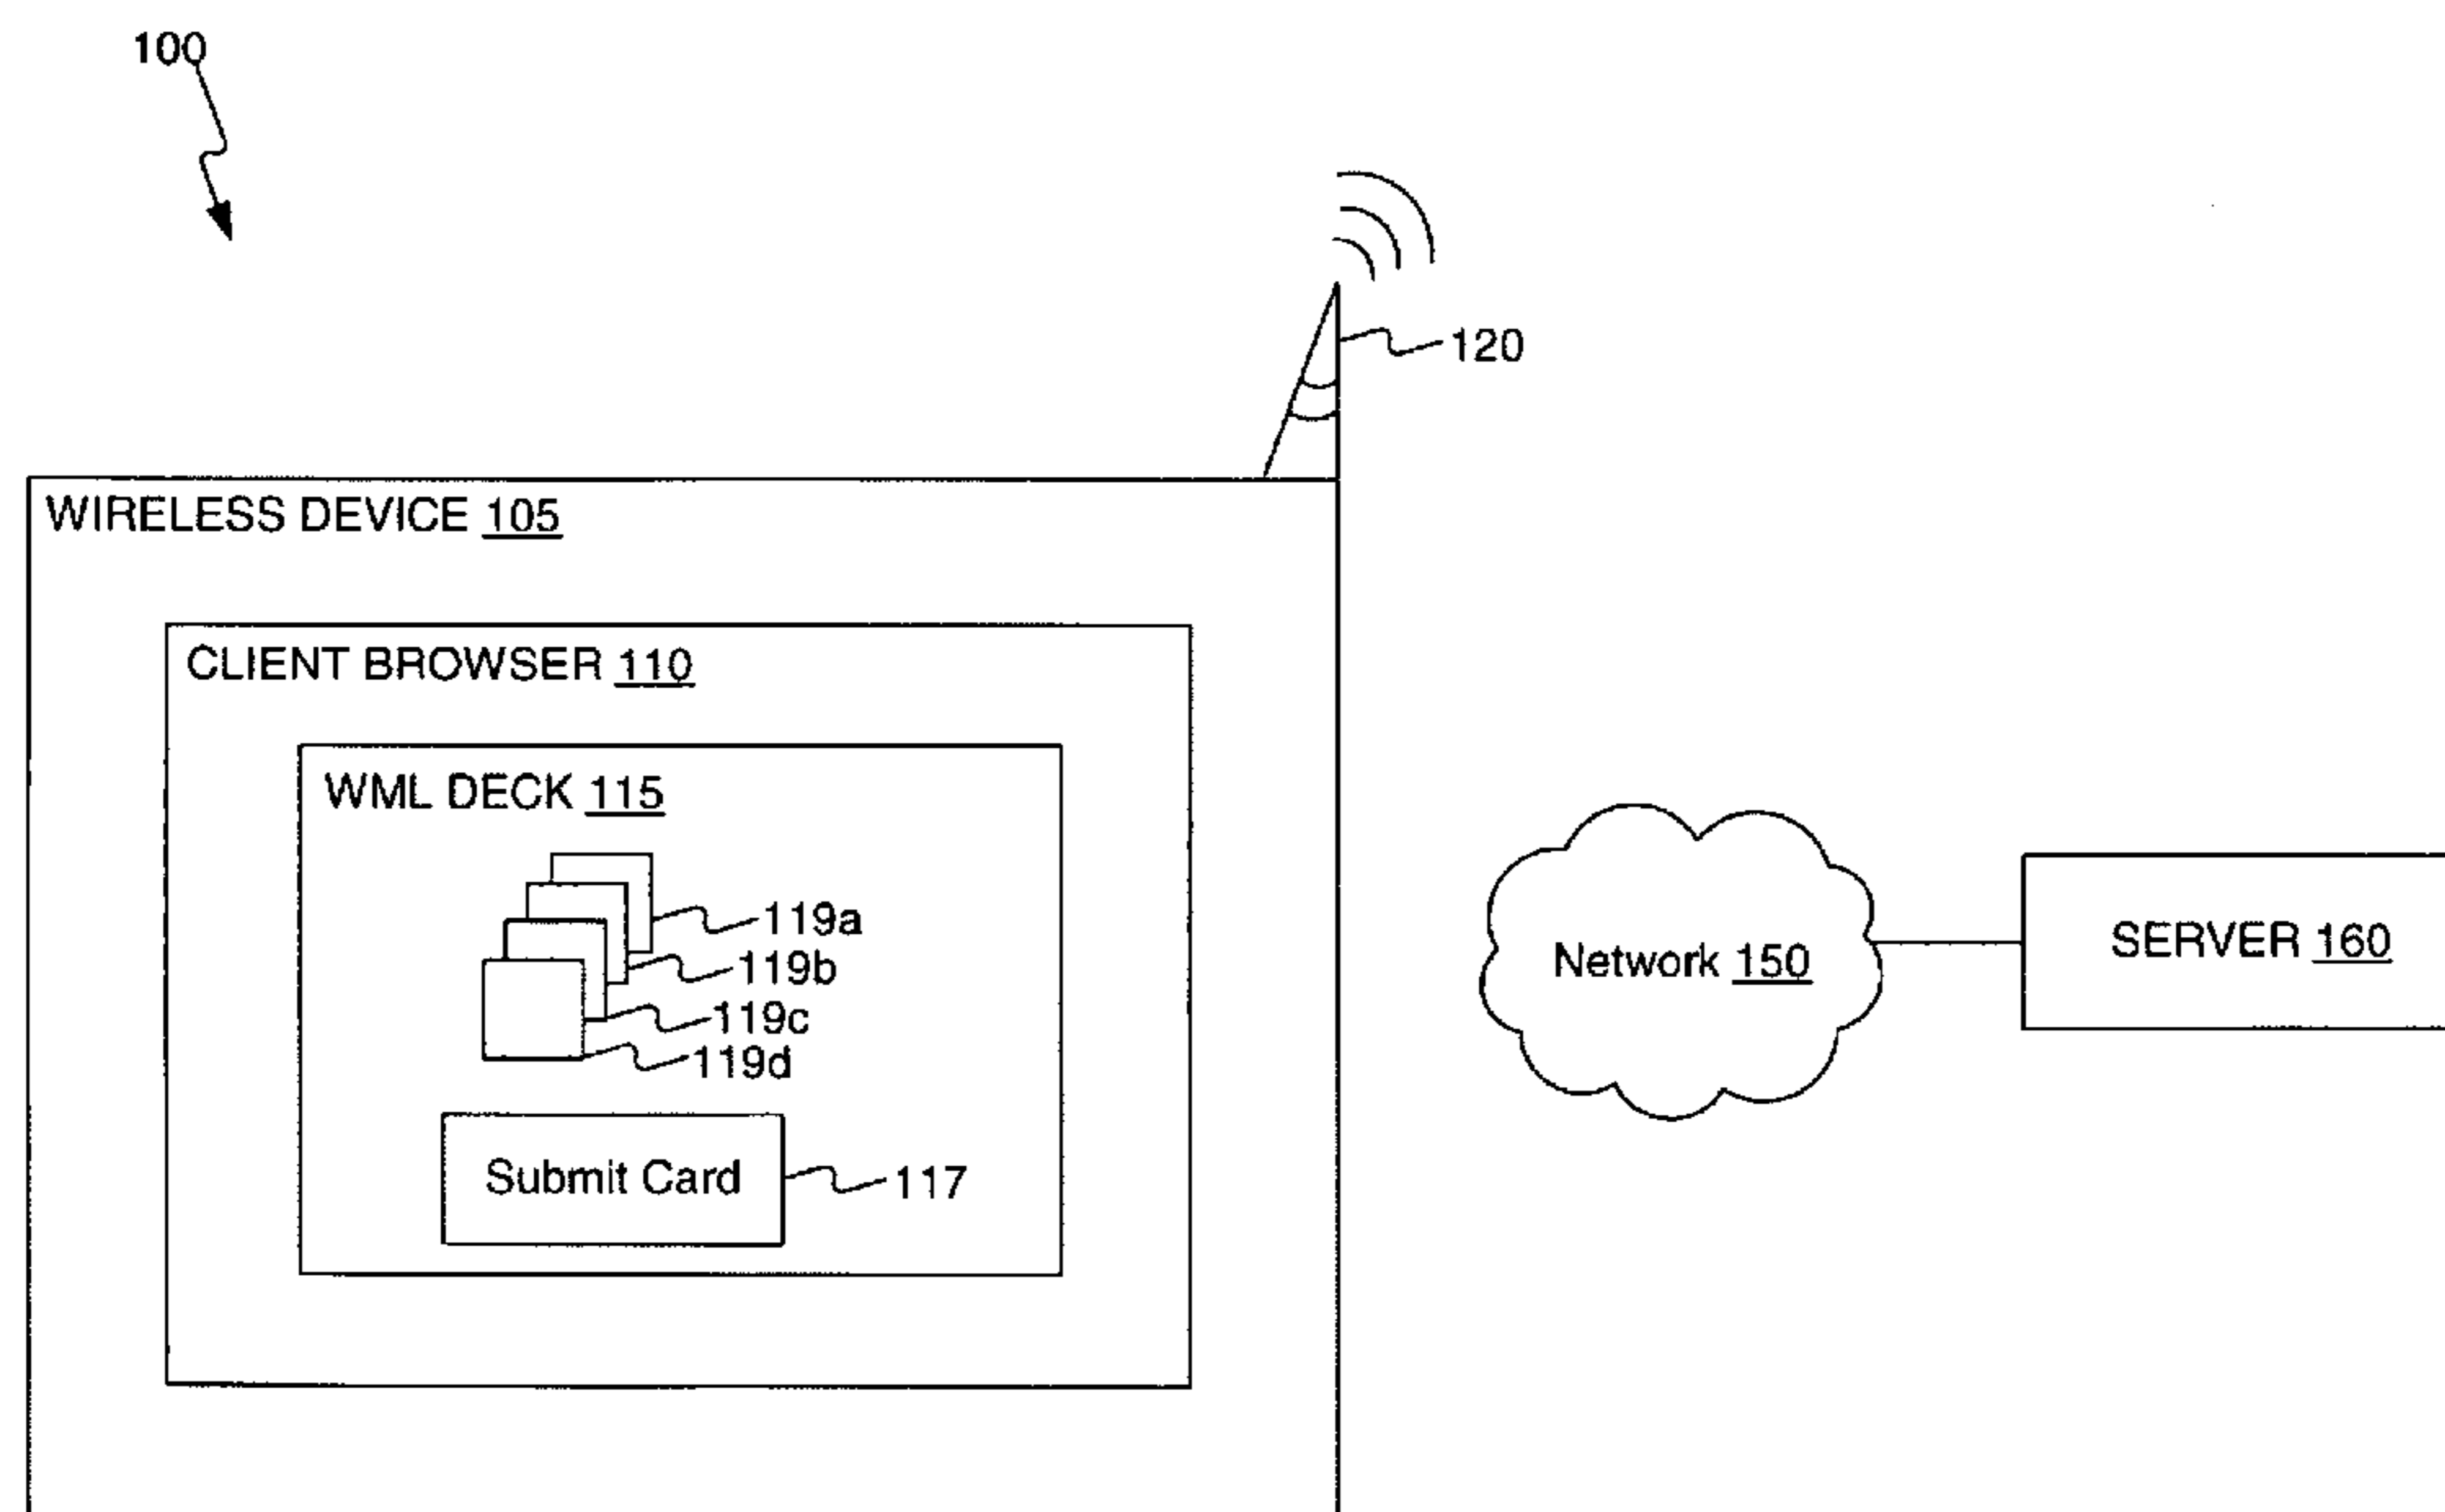 100
120
WIRELESS DEVICE 105
CLIENT BROWSER 110
WML DECK 115
119a
119b
119c
119d
Submit Card
117
Network 150
SERVER 160